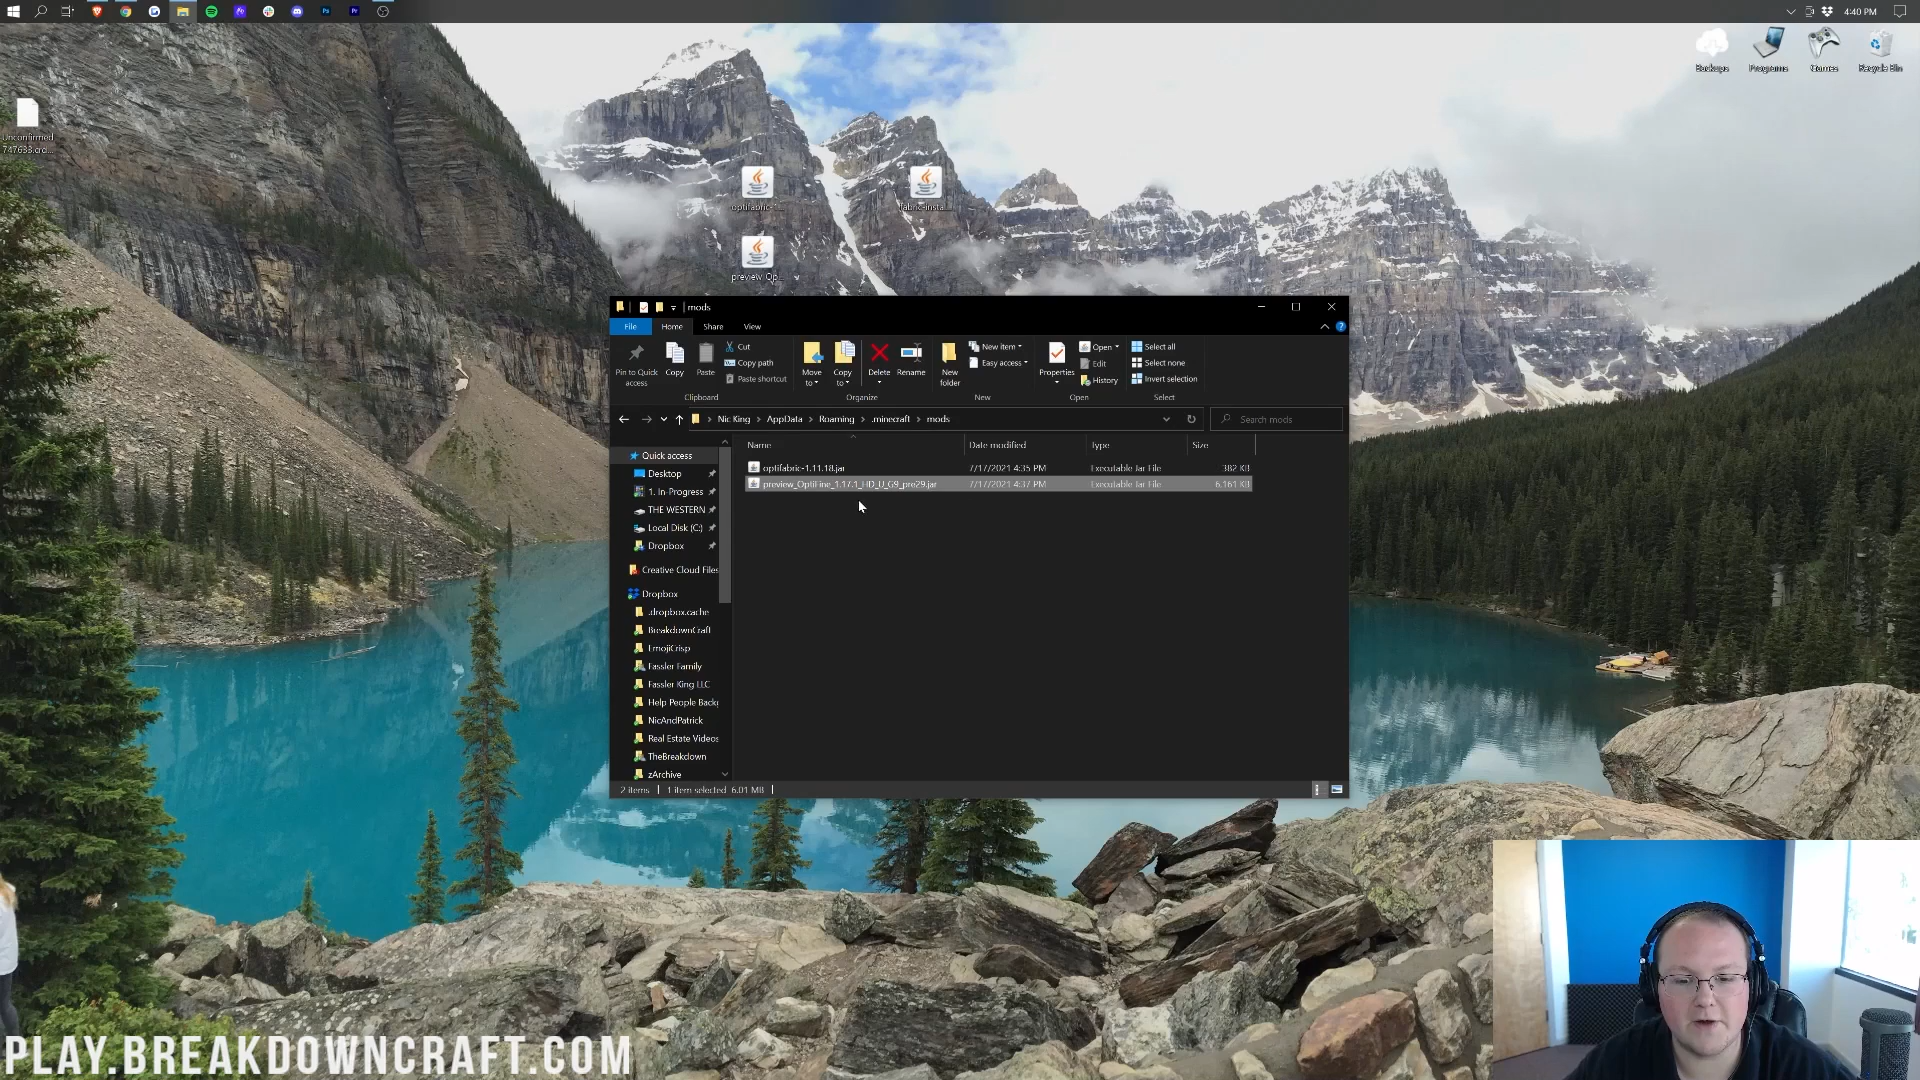 4:40 PM
Backups
Programs
Games
Recycle Bin
Unconfirmed
747633.crd...
optifabric-1...
fabric-insta...
preview_Op...
mods
File
Home
Share
View
Pin to Quick access
Copy
Paste
Cut
Copy path
Paste shortcut
Clipboard
Move to
Copy to
Delete
Rename
Organize
New folder
New item
Easy access
New
Properties
Open
Edit
History
Open
Select all
Select none
Invert selection
Select
Nic King > AppData > Roaming > .minecraft > mods
Search mods
Name
Date modified
Type
Size
optifabric-1.11.18.jar 7/17/2021 4:35 PM Executable Jar File 382 KB
preview_OptiFine_1.17.1_HD_U_G9_pre29.jar 7/17/2021 4:37 PM Executable Jar File 6,161 KB
Quick access
Desktop
1. In-Progress
THE WESTERN
Local Disk (C:)
Dropbox
Creative Cloud Files
Dropbox
.dropbox.cache
BreakdownCraft
EmojiCrisp
Fassler Family
Fassler King LLC
Help People Back
NicAndPatrick
Real Estate Videos
TheBreakdown
zArchive
2 items
1 item selected 6.01 MB
PLAY.BREAKDOWNCRAFT.COM